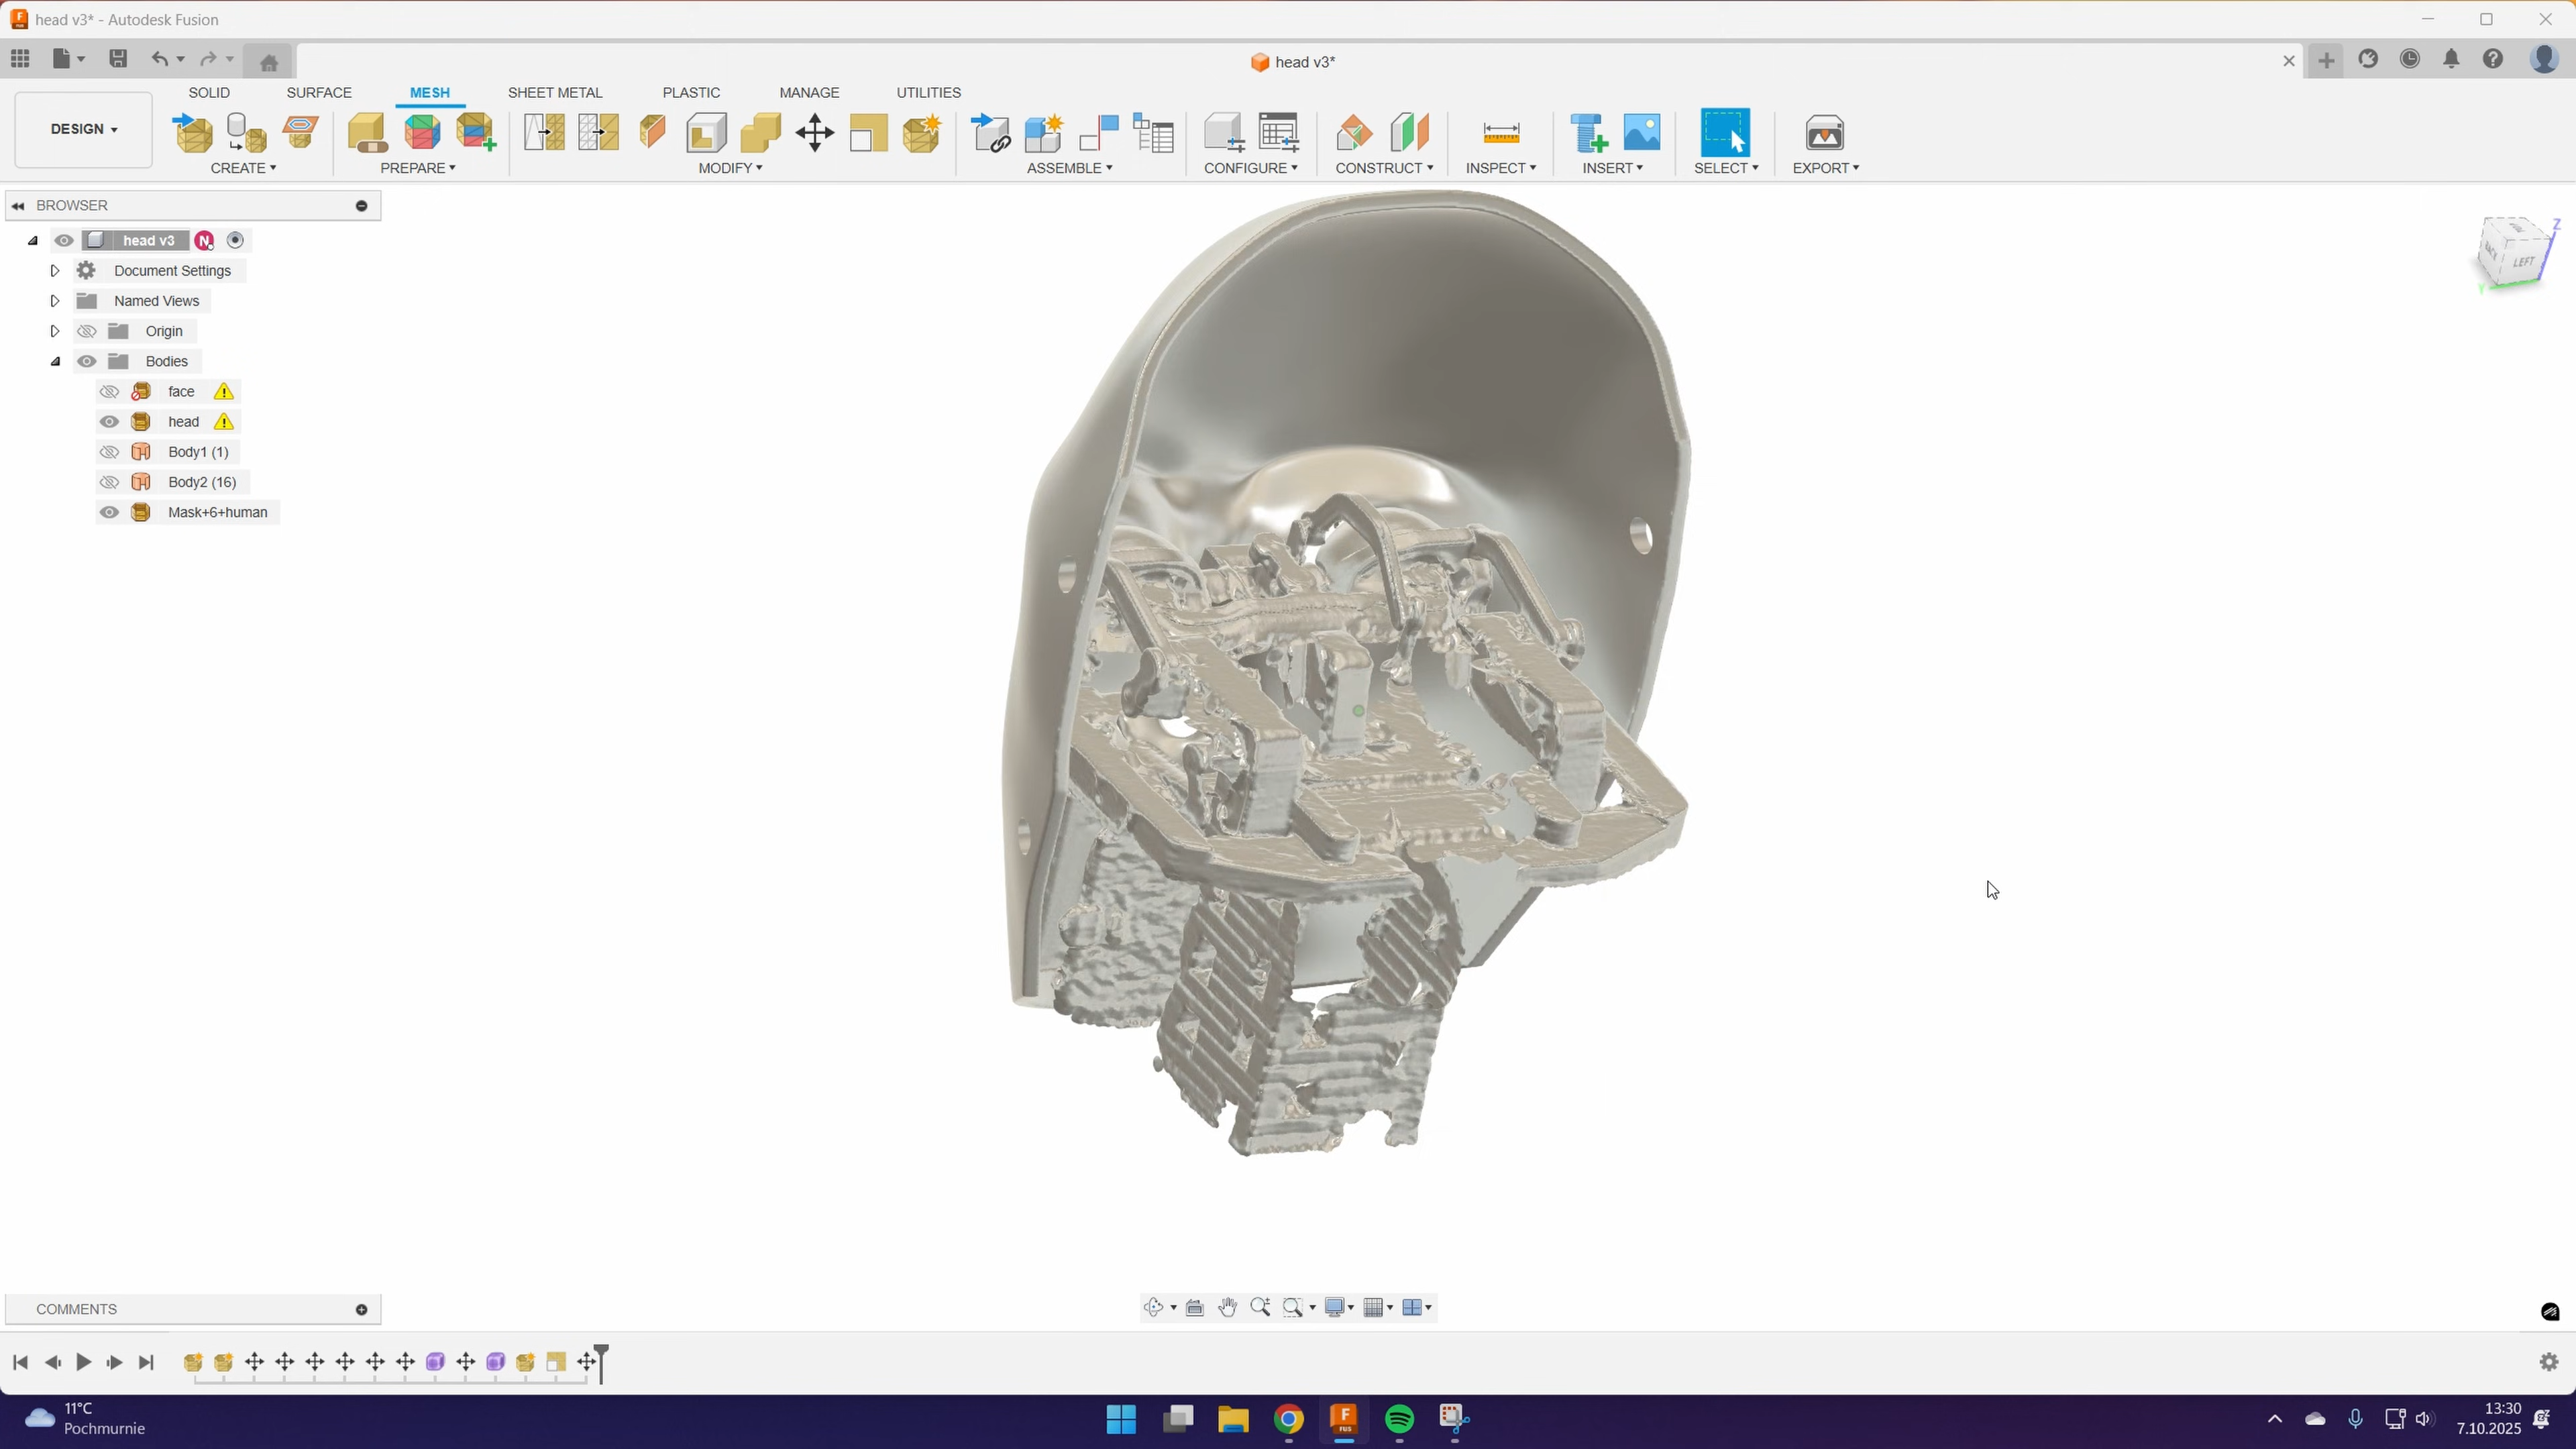 head v3* - Autodesk Fusion
head v3*
DESIGN
SOLID SURFACE MESH SHEET METAL PLASTIC MANAGE UTILITIES
CREATE PREPARE MODIFY ASSEMBLE CONFIGURE CONSTRUCT INSPECT INSERT SELECT EXPORT
BROWSER
head v3 N
Document Settings
Named Views
Origin
Bodies
face
head
Body1 (1)
Body2 (16)
Mask+6+human
Z
LEFT
Y
COMMENTS
11°C
Pochmurnie
F
FUS
13:30
7.10.2025